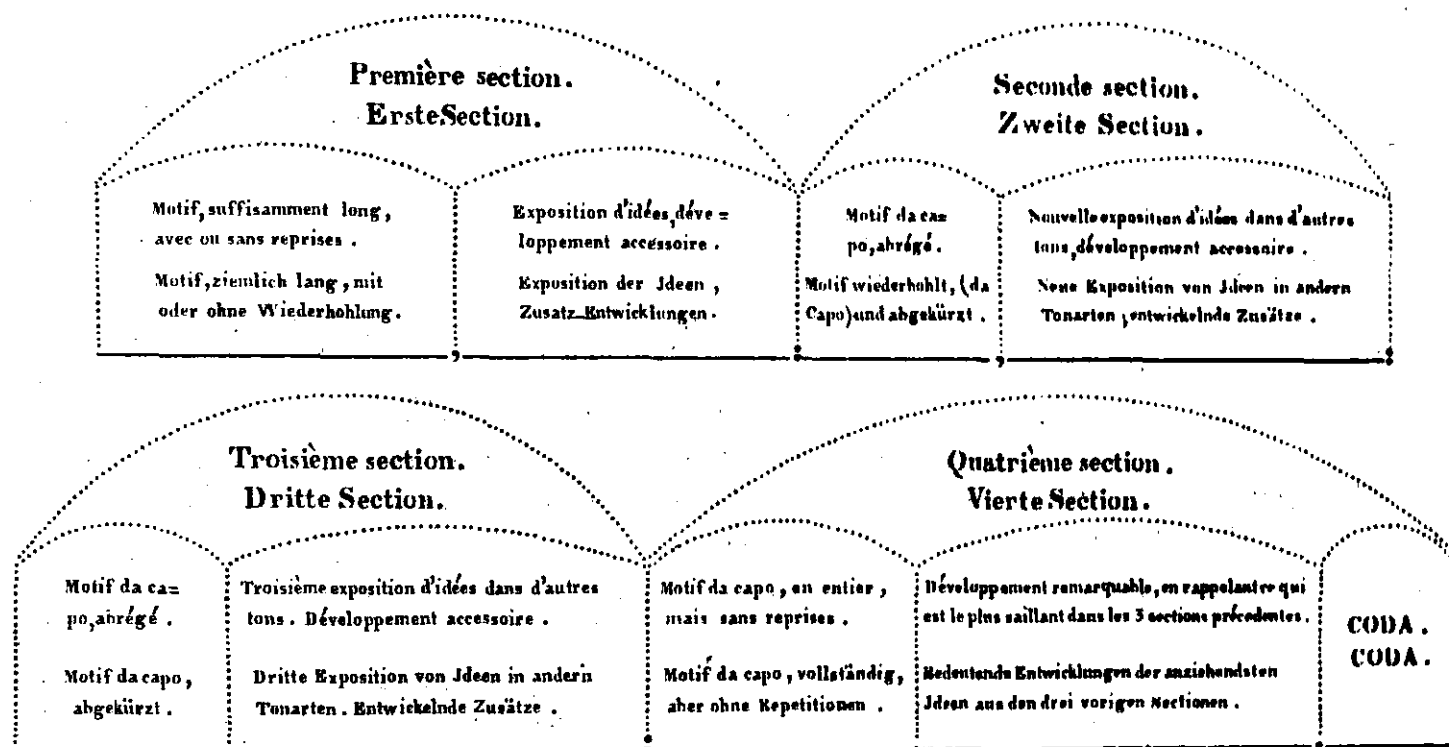 Première section.
ErsteSection.
Motif, suffisamment long,
avec ou sans reprises.
Motif, ziemlich lang, mit
oder ohne Wiederhohlung.
Exposition d'idées, déve=
loppement accessoire.
Exposition der Jdeen,
Zusatz-Entwicklungen.
Seconde section.
Zweite Section.
Motif da ca=
po, abrégé.
Motif wiederhohlt, (da
Capo) und abgekürzt.
Nouvelle exposition d'idées dans d'autres
tons, développement accessoire.
Neue Exposition von Jdeen in andern
Tonarten, entwickelnde Zusätze.
Troisième section.
Dritte Section.
Motif da ca=
po, abrégé.
Motif da capo,
abgekürzt.
Troisième exposition d'idées dans d'autres
tons. Développement accessoire.
Dritte Exposition von Jdeen in andern
Tonarten. Entwickelnde Zusätze.
Quatrième section.
Vierte Section.
Motif da capo, en entier,
mais sans reprises.
Motif da capo, vollständig,
aber ohne Repetitionen.
Développement remarquable, en rappelant ce qui
est le plus saillant dans les 3 sections précédentes.
Bedeutende Entwicklungen der anziehendsten
Jdeen aus den drei vorigen Sectionen.
CODA.
CODA.